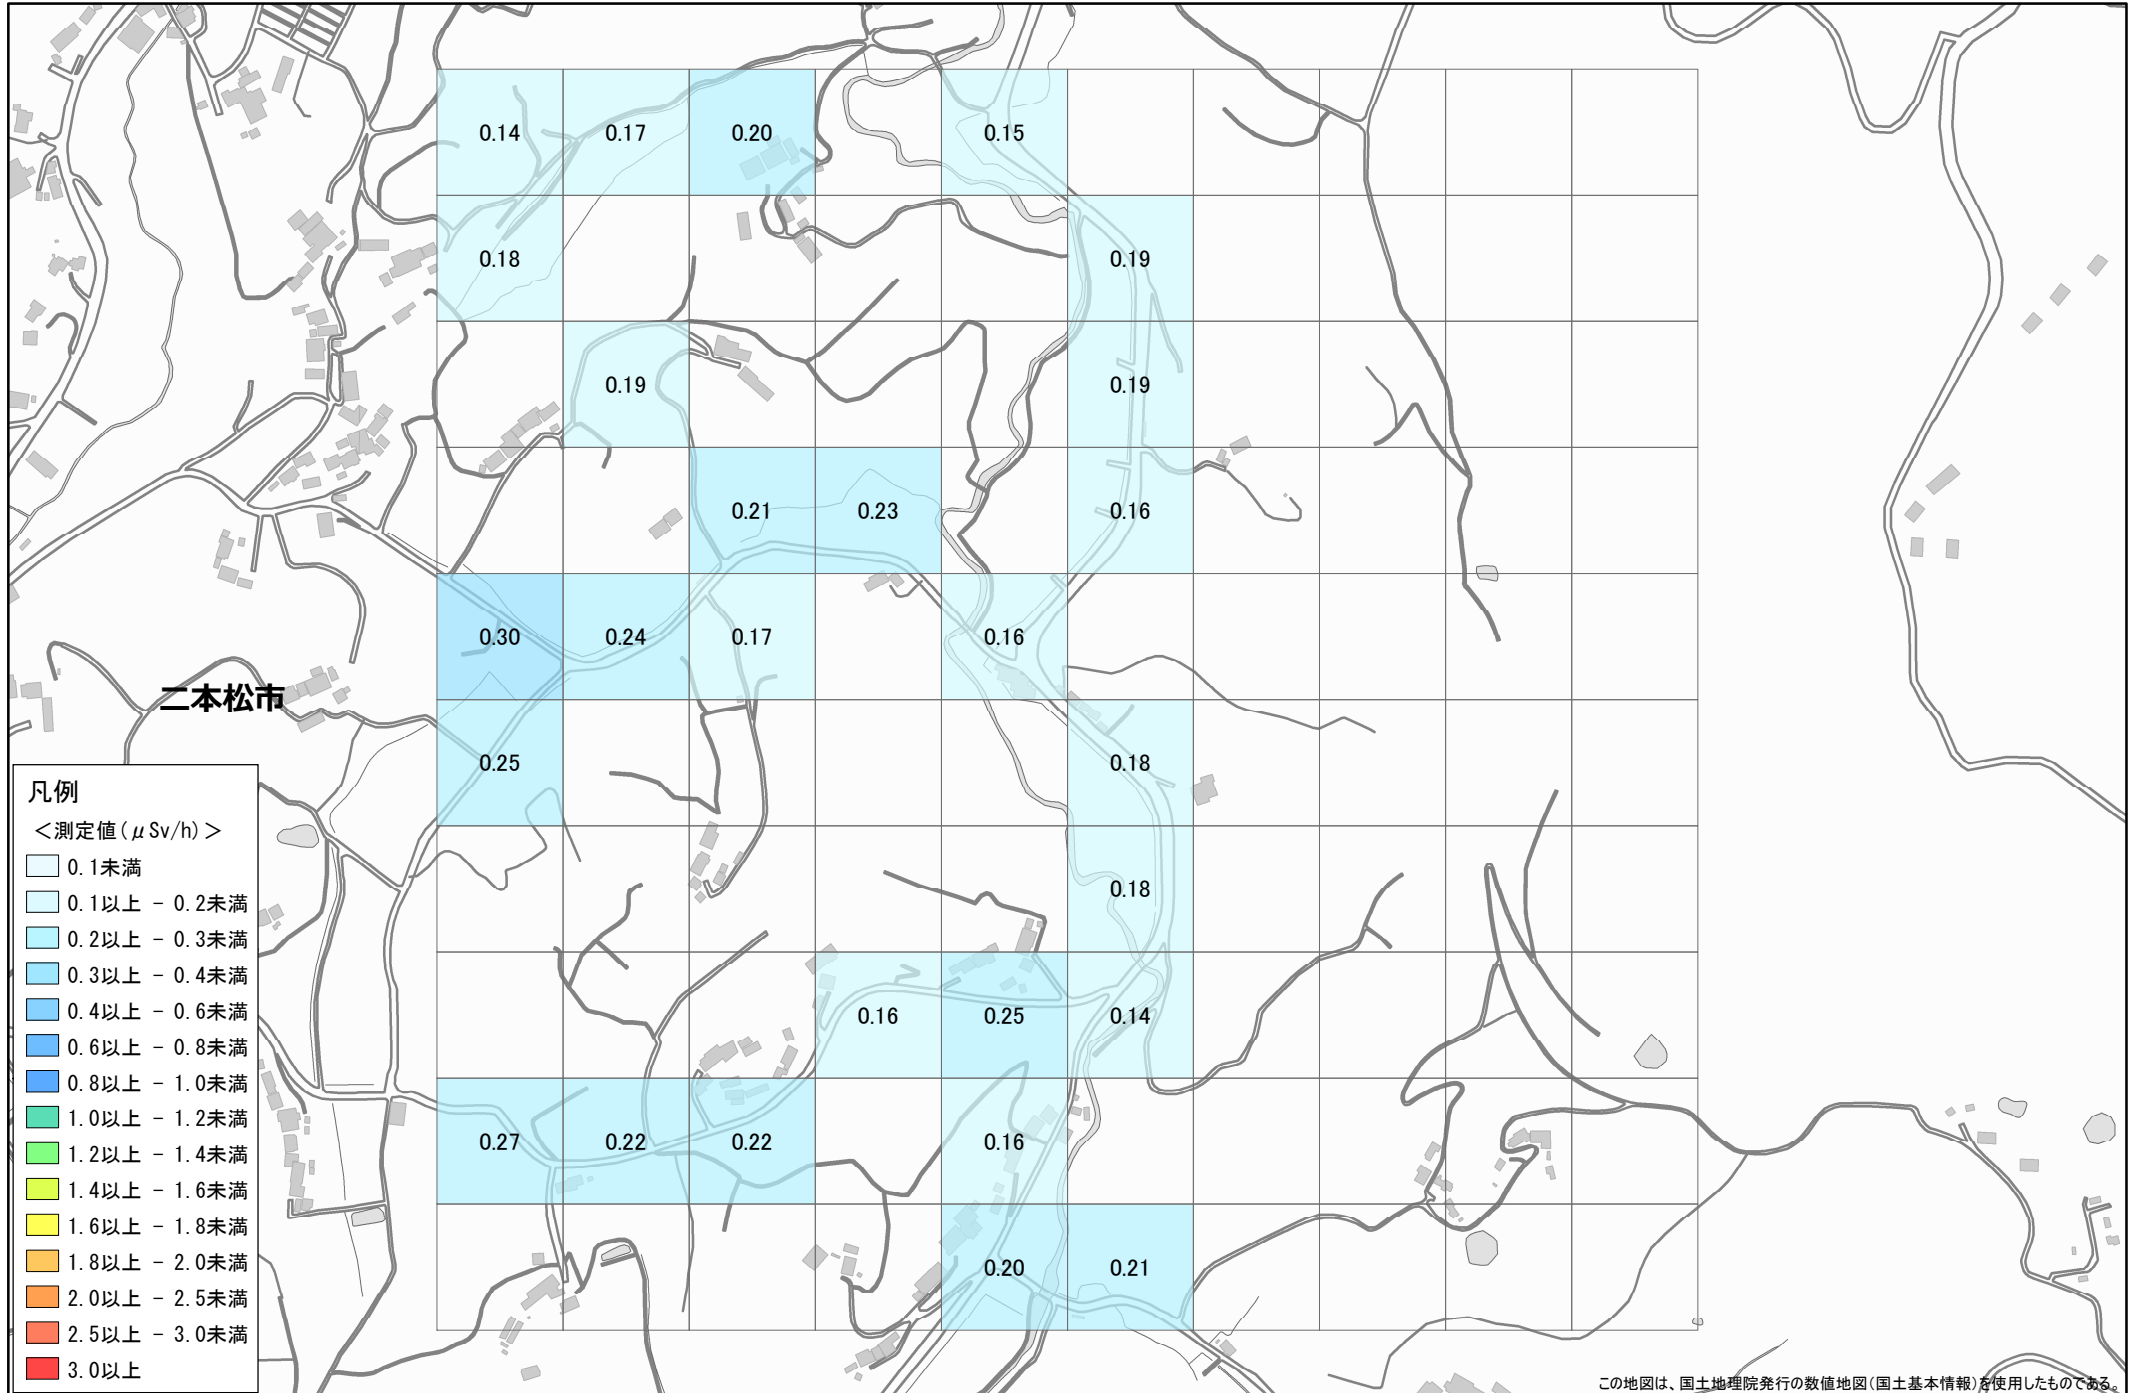 0.14 0.17 0.20 0.15
0.18 0.19
0.19 0.19
0.21 0.23 0.16
0.30 0.24 0.17 0.16
二本松市
0.25 0.18
0.18
0.16 0.25 0.14
0.27 0.22 0.22 0.16
0.20 0.21
凡例
＜測定値(μSv/h)＞
0.1未満
0.1以上 － 0.2未満
0.2以上 － 0.3未満
0.3以上 － 0.4未満
0.4以上 － 0.6未満
0.6以上 － 0.8未満
0.8以上 － 1.0未満
1.0以上 － 1.2未満
1.2以上 － 1.4未満
1.4以上 － 1.6未満
1.6以上 － 1.8未満
1.8以上 － 2.0未満
2.0以上 － 2.5未満
2.5以上 － 3.0未満
3.0以上
この地図は、国土地理院発行の数値地図(国土基本情報)を使用したものである。